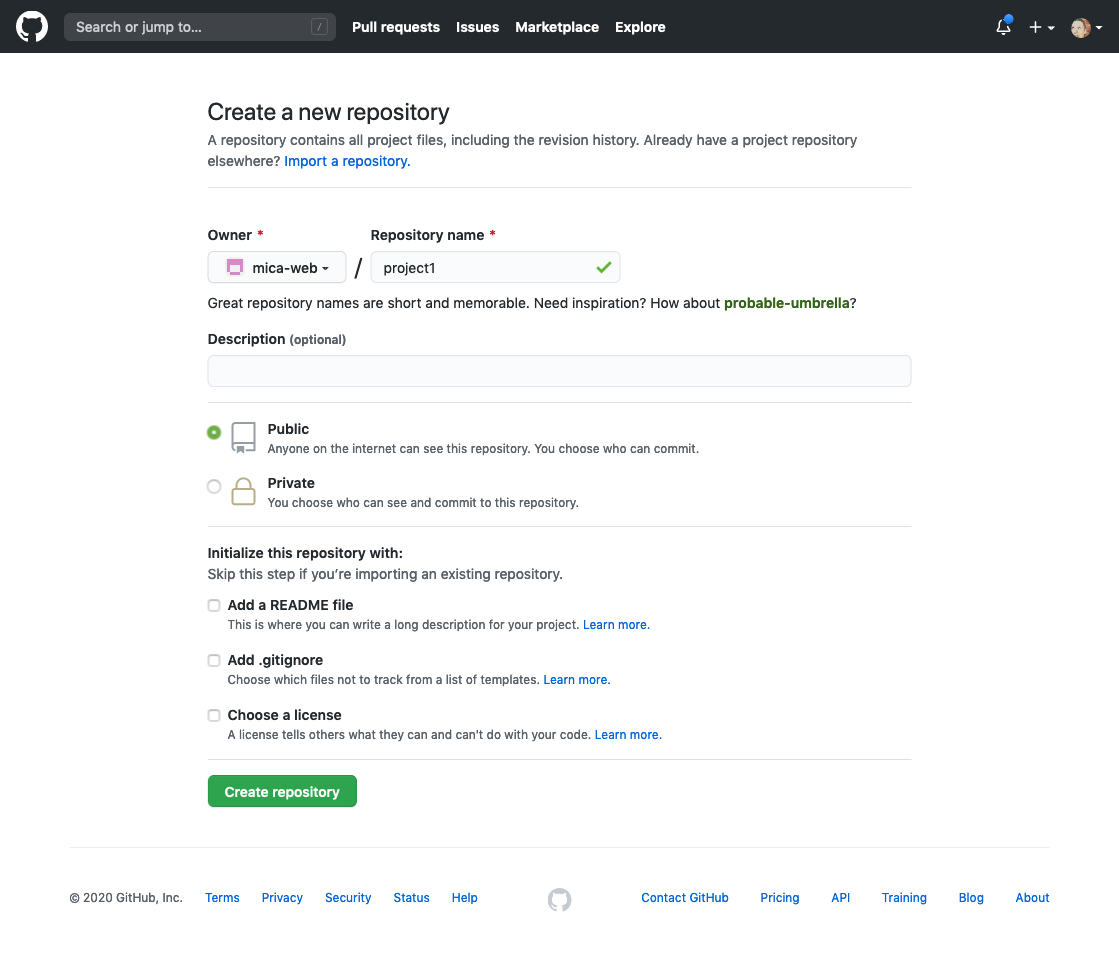 Search or jump to... /
Pull requests Issues Marketplace Explore
Create a new repository
A repository contains all project files, including the revision history. Already have a project repository
elsewhere? Import a repository.
Owner * Repository name *
mica-web / project1
Great repository names are short and memorable. Need inspiration? How about probable-umbrella?
Description (optional)
Public
Anyone on the internet can see this repository. You choose who can commit.
Private
You choose who can see and commit to this repository.
Initialize this repository with:
Skip this step if you’re importing an existing repository.
Add a README file
This is where you can write a long description for your project. Learn more.
Add .gitignore
Choose which files not to track from a list of templates. Learn more.
Choose a license
A license tells others what they can and can't do with your code. Learn more.
Create repository
© 2020 GitHub, Inc. Terms Privacy Security Status Help Contact GitHub Pricing API Training Blog About